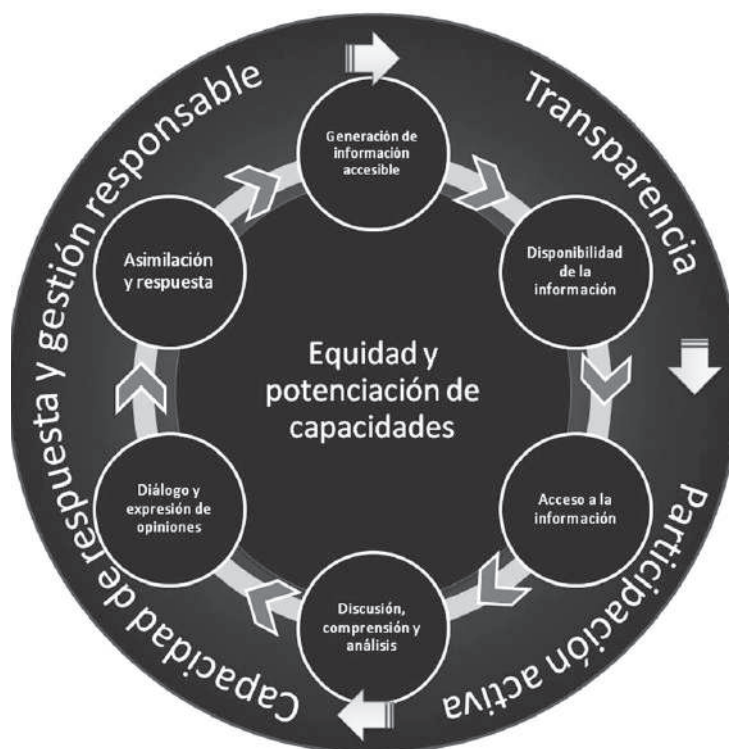 Transparencia
Participación activa
Capacidad de respuesta y gestión responsable
Generación de
información
accesible
Disponibilidad
de la
información
Acceso a la
información
Discusión,
comprensión y
análisis
Diálogo y
expresión de
opiniones
Asimilación
y respuesta
Equidad y
potenciación de
capacidades